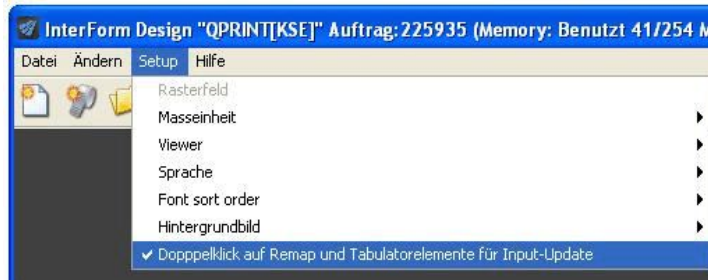 InterForm Design "QPRINT[KSE]" Auftrag:225935 (Memory: Benutzt 41/254 M
Datei Ändern Setup Hilfe
Rasterfeld
Masseinheit
Viewer
Sprache
Font sort order
Hintergrundbild
Dopppelklick auf Remap und Tabulatorelemente für Input-Update